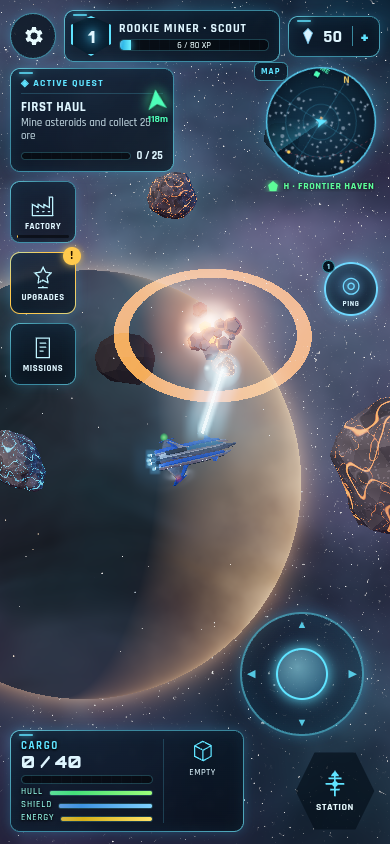 1
ROOKIE MINER · SCOUT
6 / 80 XP
50
+
ACTIVE QUEST
FIRST HAUL
118m
Mine asteroids and collect 25
ore
0 / 25
MAP
N
H · FRONTIER HAVEN
FACTORY
!
UPGRADES
MISSIONS
1
PING
CARGO
0 / 40
HULL
SHIELD
ENERGY
EMPTY
STATION